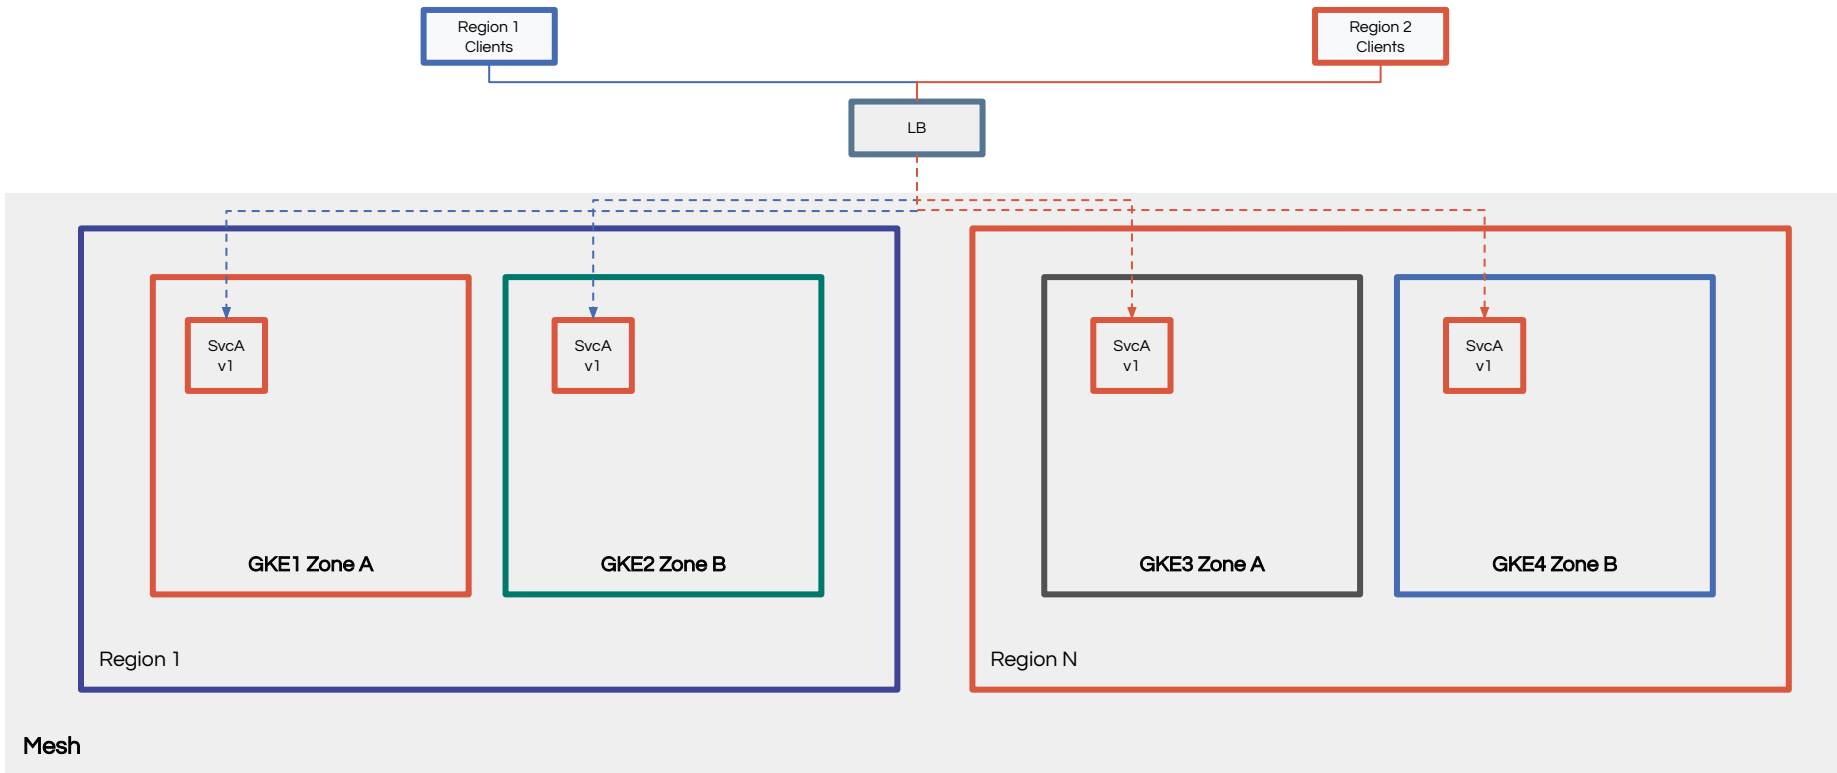 Region 1
Clients
Region 2
Clients
LB
SvcA
v1
SvcA
v1
SvcA
v1
SvcA
v1
GKE1 Zone A
GKE2 Zone B
GKE3 Zone A
GKE4 Zone B
Region 1
Region N
Mesh